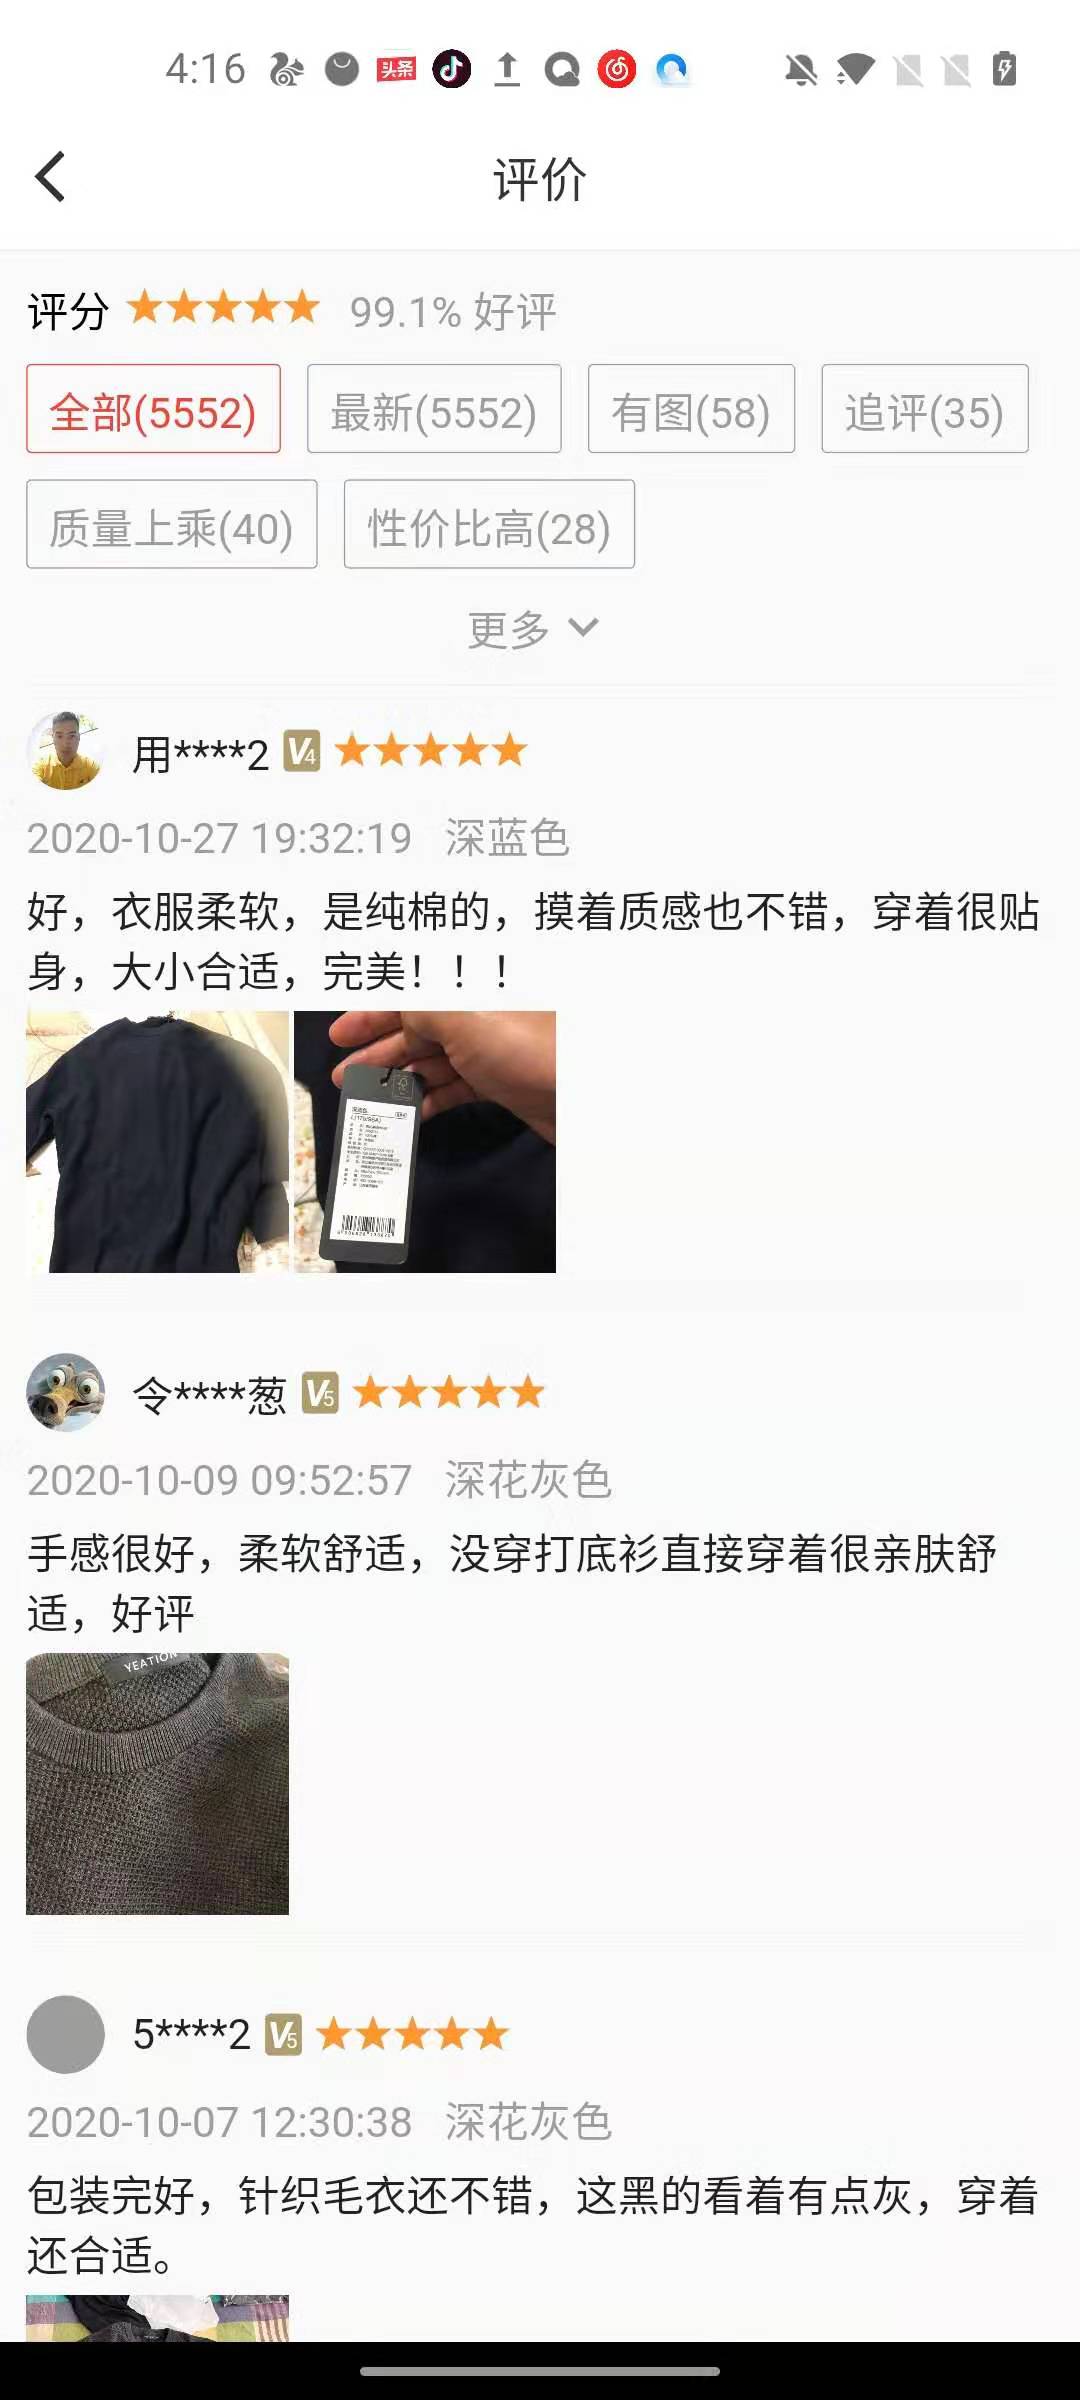 4:16
头条
评价
评分 99.1% 好评
全部(5552) 最新(5552) 有图(58) 追评(35)
质量上乘(40) 性价比高(28)
更多
用****2 V4
2020-10-27 19:32:19 深蓝色
好，衣服柔软，是纯棉的，摸着质感也不错，穿着很贴
身，大小合适，完美！！！
令****葱 V5
2020-10-09 09:52:57 深花灰色
手感很好，柔软舒适，没穿打底衫直接穿着很亲肤舒
适，好评
YEATION
5****2 V5
2020-10-07 12:30:38 深花灰色
包装完好，针织毛衣还不错，这黑的看着有点灰，穿着
还合适。